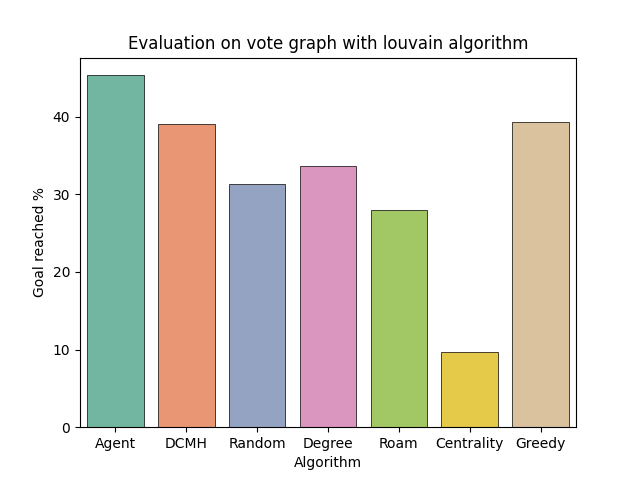 Evaluation on vote graph with louvain algorithm
Goal reached %
40
30
20
10
0
Agent DCMH Random Degree Roam Centrality Greedy
Algorithm